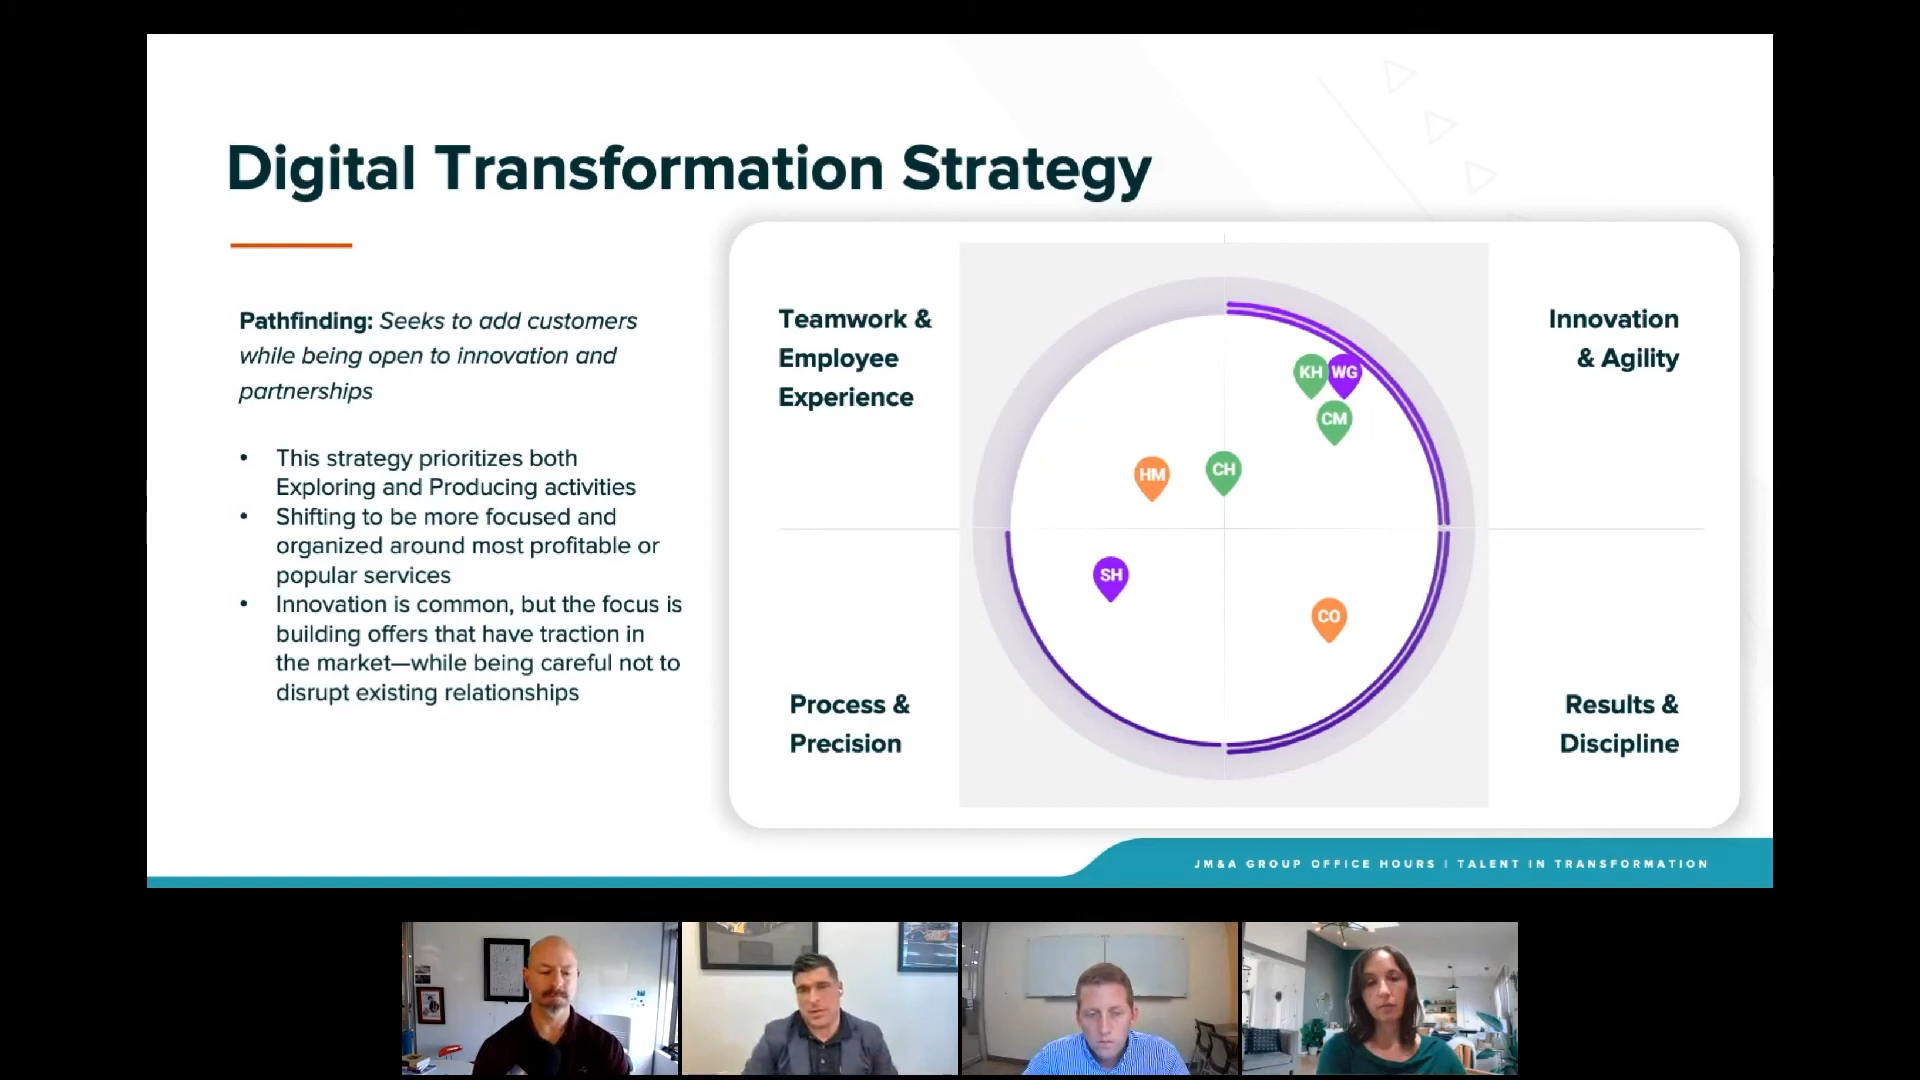 Digital Transformation Strategy
Pathfinding: Seeks to add customers
while being open to innovation and
partnerships
• This strategy prioritizes both
Exploring and Producing activities
• Shifting to be more focused and
organized around most profitable or
popular services
• Innovation is common, but the focus is
building offers that have traction in
the market—while being careful not to
disrupt existing relationships
Teamwork &
Employee
Experience
Innovation
& Agility
KH WG
CM
HM
CH
SH
CO
Process &
Precision
Results &
Discipline
JM&A GROUP OFFICE HOURS | TALENT IN TRANSFORMATION